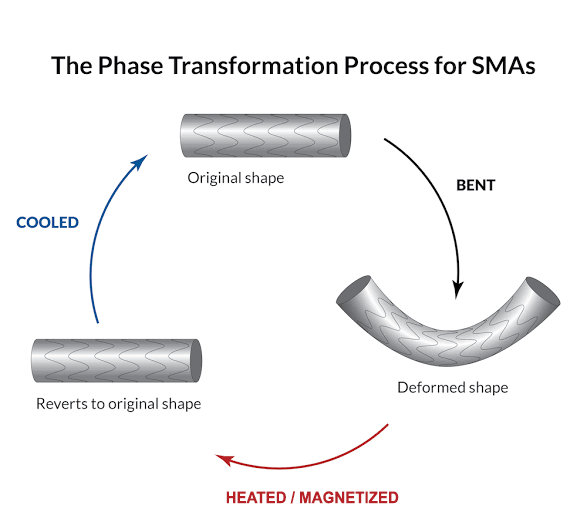 The Phase Transformation Process for SMAs
Original shape
BENT
COOLED
Deformed shape
Reverts to original shape
HEATED / MAGNETIZED